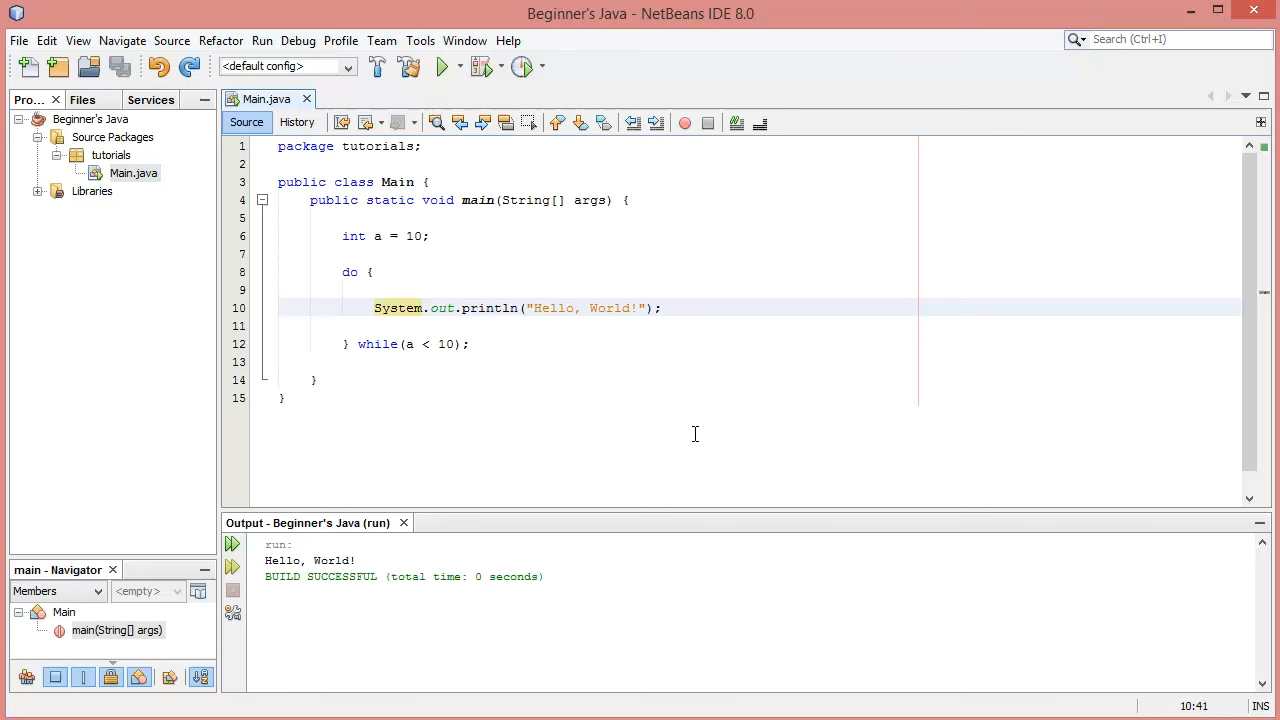 Beginner's Java - NetBeans IDE 8.0
File Edit View Navigate Source Refactor Run Debug Profile Team Tools Window Help
Search (Ctrl+I)
<default config>
Pro... Files Services
Main.java
Beginner's Java
Source Packages
tutorials
Main.java
Libraries
Source History
1 package tutorials;
2
3 public class Main {
4 public static void main(String[] args) {
5
6 int a = 10;
7
8 do {
9
10 System.out.println("Hello, World!");
11
12 } while(a < 10);
13
14 }
15 }
Output - Beginner's Java (run)
run:
Hello, World!
BUILD SUCCESSFUL (total time: 0 seconds)
main - Navigator
Members <empty>
Main
main(String[] args)
10:41 INS